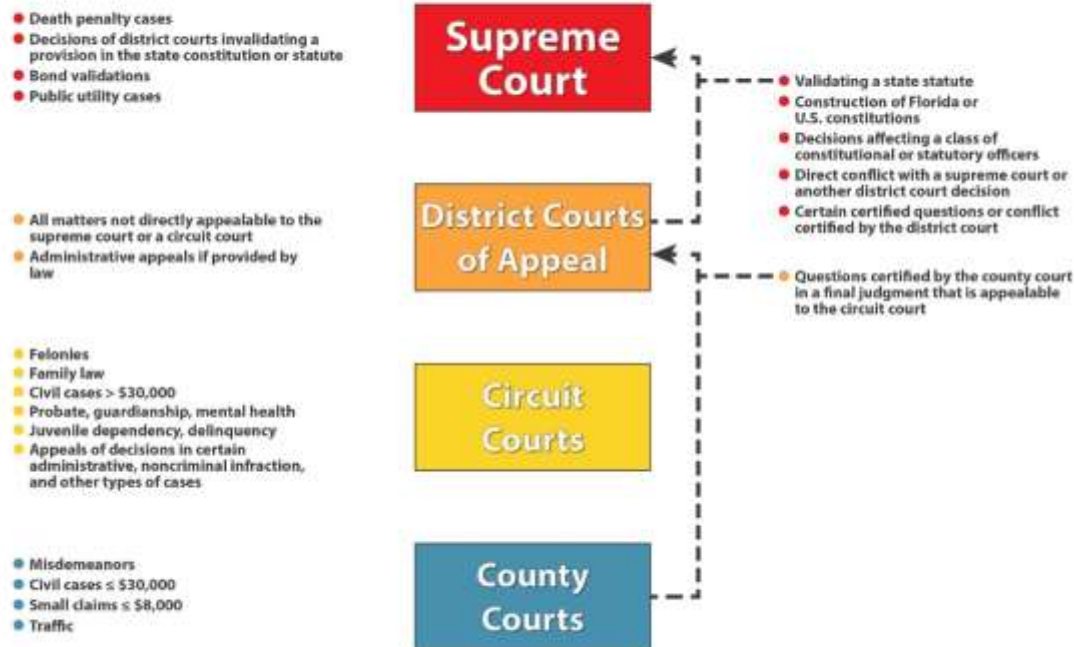 Death penalty cases
Decisions of district courts invalidating a
provision in the state constitution or statute
Bond validations
Public utility cases
Supreme
Court
Validating a state statute
Construction of Florida or
U.S. constitutions
Decisions affecting a class of
constitutional or statutory officers
Direct conflict with a supreme court or
another district court decision
Certain certified questions or conflict
certified by the district court
All matters not directly appealable to the
supreme court or a circuit court
Administrative appeals if provided by
law
District Courts
of Appeal
Questions certified by the county court
in a final judgment that is appealable
to the circuit court
Felonies
Family law
Civil cases > $30,000
Probate, guardianship, mental health
Juvenile dependency, delinquency
Appeals of decisions in certain
administrative, noncriminal infraction,
and other types of cases
Circuit
Courts
Misdemeanors
Civil cases ≤ $30,000
Small claims ≤ $8,000
Traffic
County
Courts